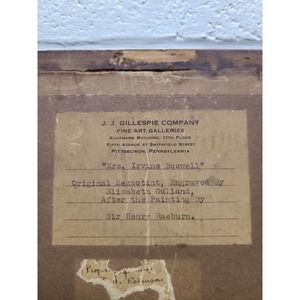 J. J. GILLESPIE COMPANY
FINE ART GALLERIES
KAUFMANN BUILDING, 11TH FLOOR
FIFTH AVENUE AT SMITHFIELD STREET
PITTSBURGH, PENNSYLVANIA
"Mrs. Irvine Boswell"
Original Mezzotint, Engraved By
Elizabeth Gulland,
After the Painting By
Sir Henry Raeburn.